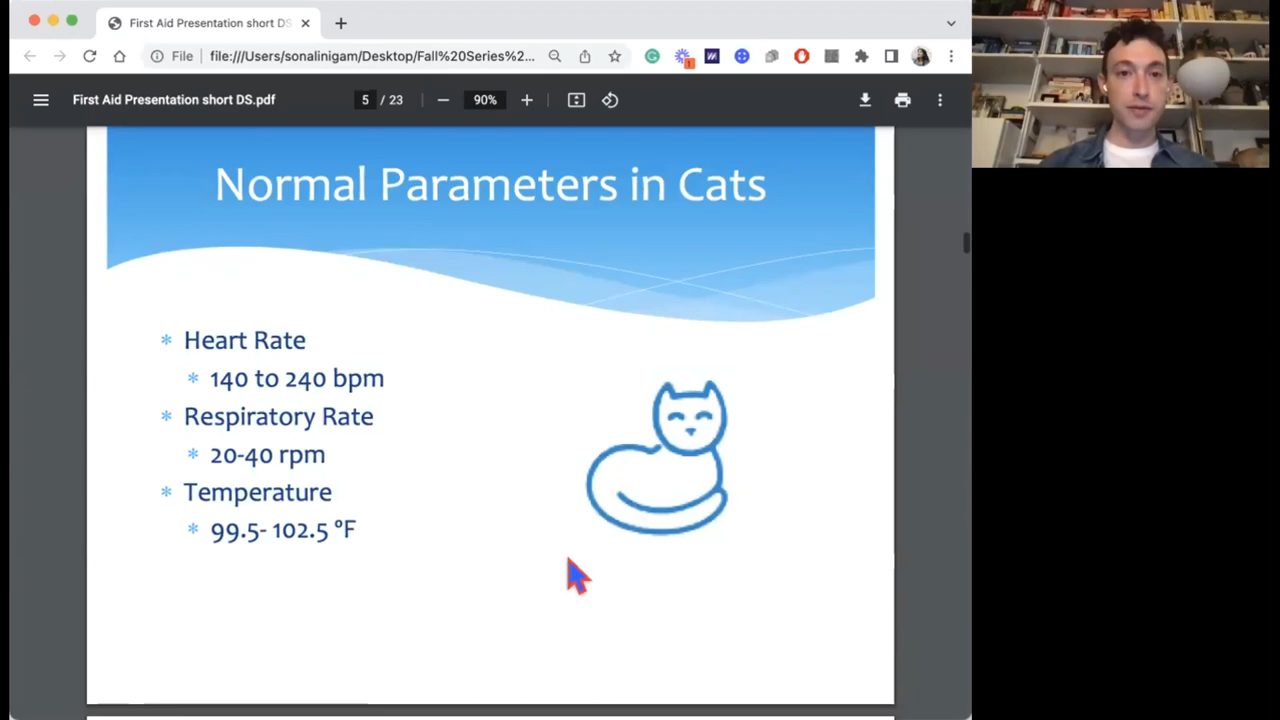 First Aid Presentation short DS
File
file:///Users/sonalinigam/Desktop/Fall%20Series%2...
1
First Aid Presentation short DS.pdf
5 / 23
90%
Normal Parameters in Cats
Heart Rate
140 to 240 bpm
Respiratory Rate
20-40 rpm
Temperature
99.5- 102.5 °F